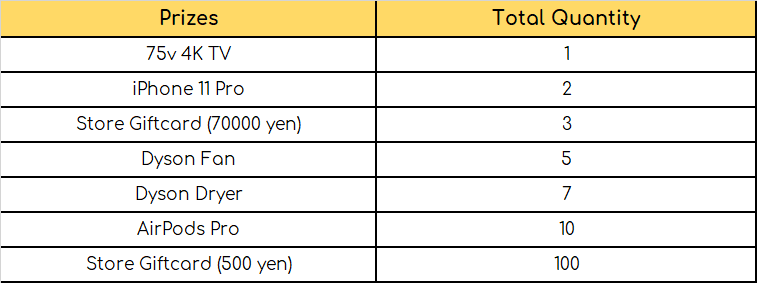 Prizes Total Quantity
75v 4K TV 1
iPhone 11 Pro 2
Store Giftcard (70000 yen) 3
Dyson Fan 5
Dyson Dryer 7
AirPods Pro 10
Store Giftcard (500 yen) 100